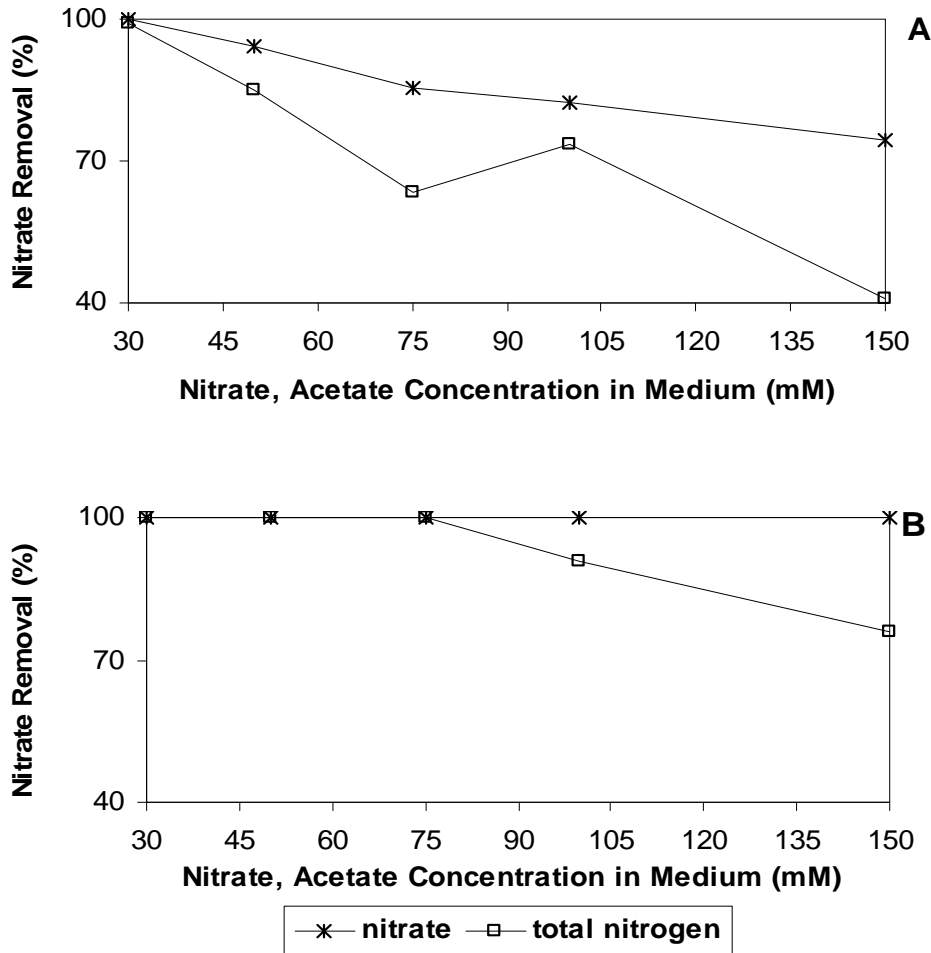 A
Nitrate Removal (%)
100
70
40
30 45 60 75 90 105 120 135 150
Nitrate, Acetate Concentration in Medium (mM)
B
Nitrate Removal (%)
100
70
40
30 45 60 75 90 105 120 135 150
Nitrate, Acetate Concentration in Medium (mM)
nitrate total nitrogen